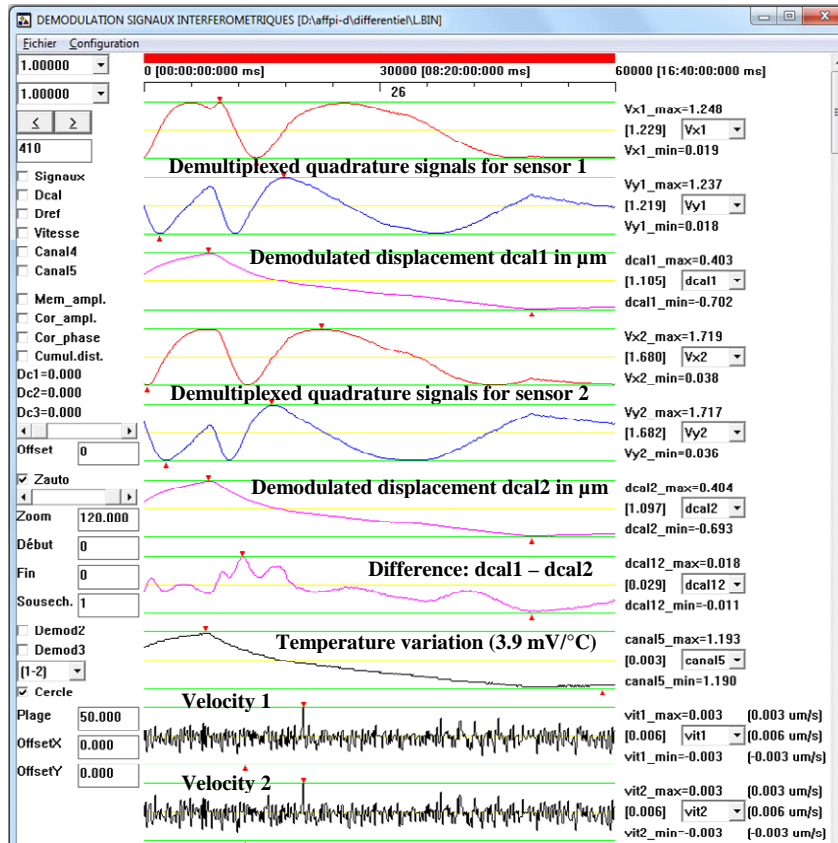 DEMODULATION SIGNAUX INTERFEROMETRIQUES [D:\affpi-d\differentiel\L.BIN]
Fichier Configuration
1.00000
1.00000
< >
410
Signaux
Dcal
Dref
Vitesse
Canal4
Canal5
Mem_ampl.
Cor_ampl.
Cor_phase
Cumul.dist.
Dc1=0.000
Dc2=0.000
Dc3=0.000
Offset 0
Zauto
Zoom 120.000
Début 0
Fin 0
Sousech. 1
Demod2
Demod3
(1-2)
Cercle
Plage 50.000
OffsetX 0.000
OffsetY 0.000
0 [00:00:00:000 ms] 30000 [08:20:00:000 ms] 60000 [16:40:00:000 ms]
26
Demultiplexed quadrature signals for sensor 1
Demodulated displacement dcal1 in µm
Demultiplexed quadrature signals for sensor 2
Demodulated displacement dcal2 in µm
Difference: dcal1 – dcal2
Temperature variation (3.9 mV/°C)
Velocity 1
Velocity 2
Vx1_max=1.248
[1.229] Vx1
Vx1_min=0.019
Vy1_max=1.237
[1.219] Vy1
Vy1_min=0.018
dcal1_max=0.403
[1.105] dcal1
dcal1_min=-0.702
Vx2_max=1.719
[1.680] Vx2
Vx2_min=0.038
Vy2_max=1.717
[1.682] Vy2
Vy2_min=0.036
dcal2_max=0.404
[1.097] dcal2
dcal2_min=-0.693
dcal12_max=0.018
[0.029] dcal12
dcal12_min=-0.011
canal5_max=1.193
[0.003] canal5
canal5_min=1.190
vit1_max=0.003 (0.003 um/s)
[0.006] vit1 (0.006 um/s)
vit1_min=-0.003 (-0.003 um/s)
vit2_max=0.003 (0.003 um/s)
[0.006] vit2 (0.006 um/s)
vit2_min=-0.003 (-0.003 um/s)